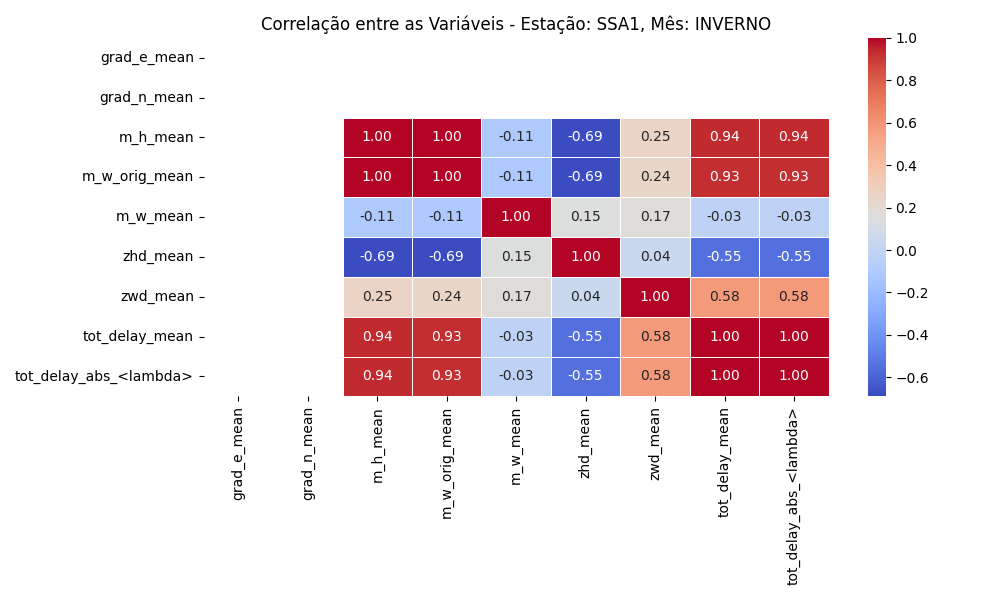 Correlação entre as Variáveis - Estação: SSA1, Mês: INVERNO
grad_e_mean
grad_n_mean
m_h_mean 1.00 1.00 -0.11 -0.69 0.25 0.94 0.94
m_w_orig_mean 1.00 1.00 -0.11 -0.69 0.24 0.93 0.93
m_w_mean -0.11 -0.11 1.00 0.15 0.17 -0.03 -0.03
zhd_mean -0.69 -0.69 0.15 1.00 0.04 -0.55 -0.55
zwd_mean 0.25 0.24 0.17 0.04 1.00 0.58 0.58
tot_delay_mean 0.94 0.93 -0.03 -0.55 0.58 1.00 1.00
tot_delay_abs_<lambda> 0.94 0.93 -0.03 -0.55 0.58 1.00 1.00
grad_e_mean
grad_n_mean
m_h_mean
m_w_orig_mean
m_w_mean
zhd_mean
zwd_mean
tot_delay_mean
tot_delay_abs_<lambda>
1.0
0.8
0.6
0.4
0.2
0.0
−0.2
−0.4
−0.6